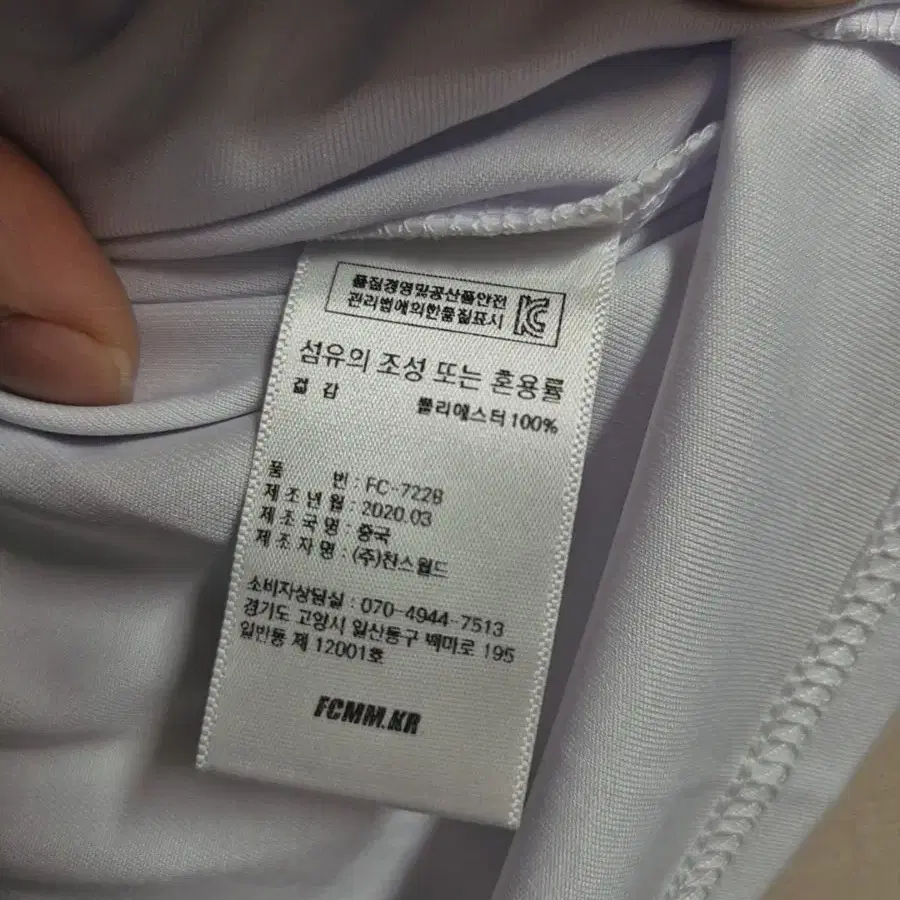 품질경영및공산품안전
관리법에의한품질표시
섬유의 조성 또는 혼용률
겉 감 폴리에스터100%
품 번 : FC-722B
제조년월 : 2020.03
제조국명 : 중국
제조자명 : (주)찬스월드
소비자상담실 : 070-4944-7513
경기도 고양시 일산동구 백마로 195
일반동 제 12001호
FCMM.KR